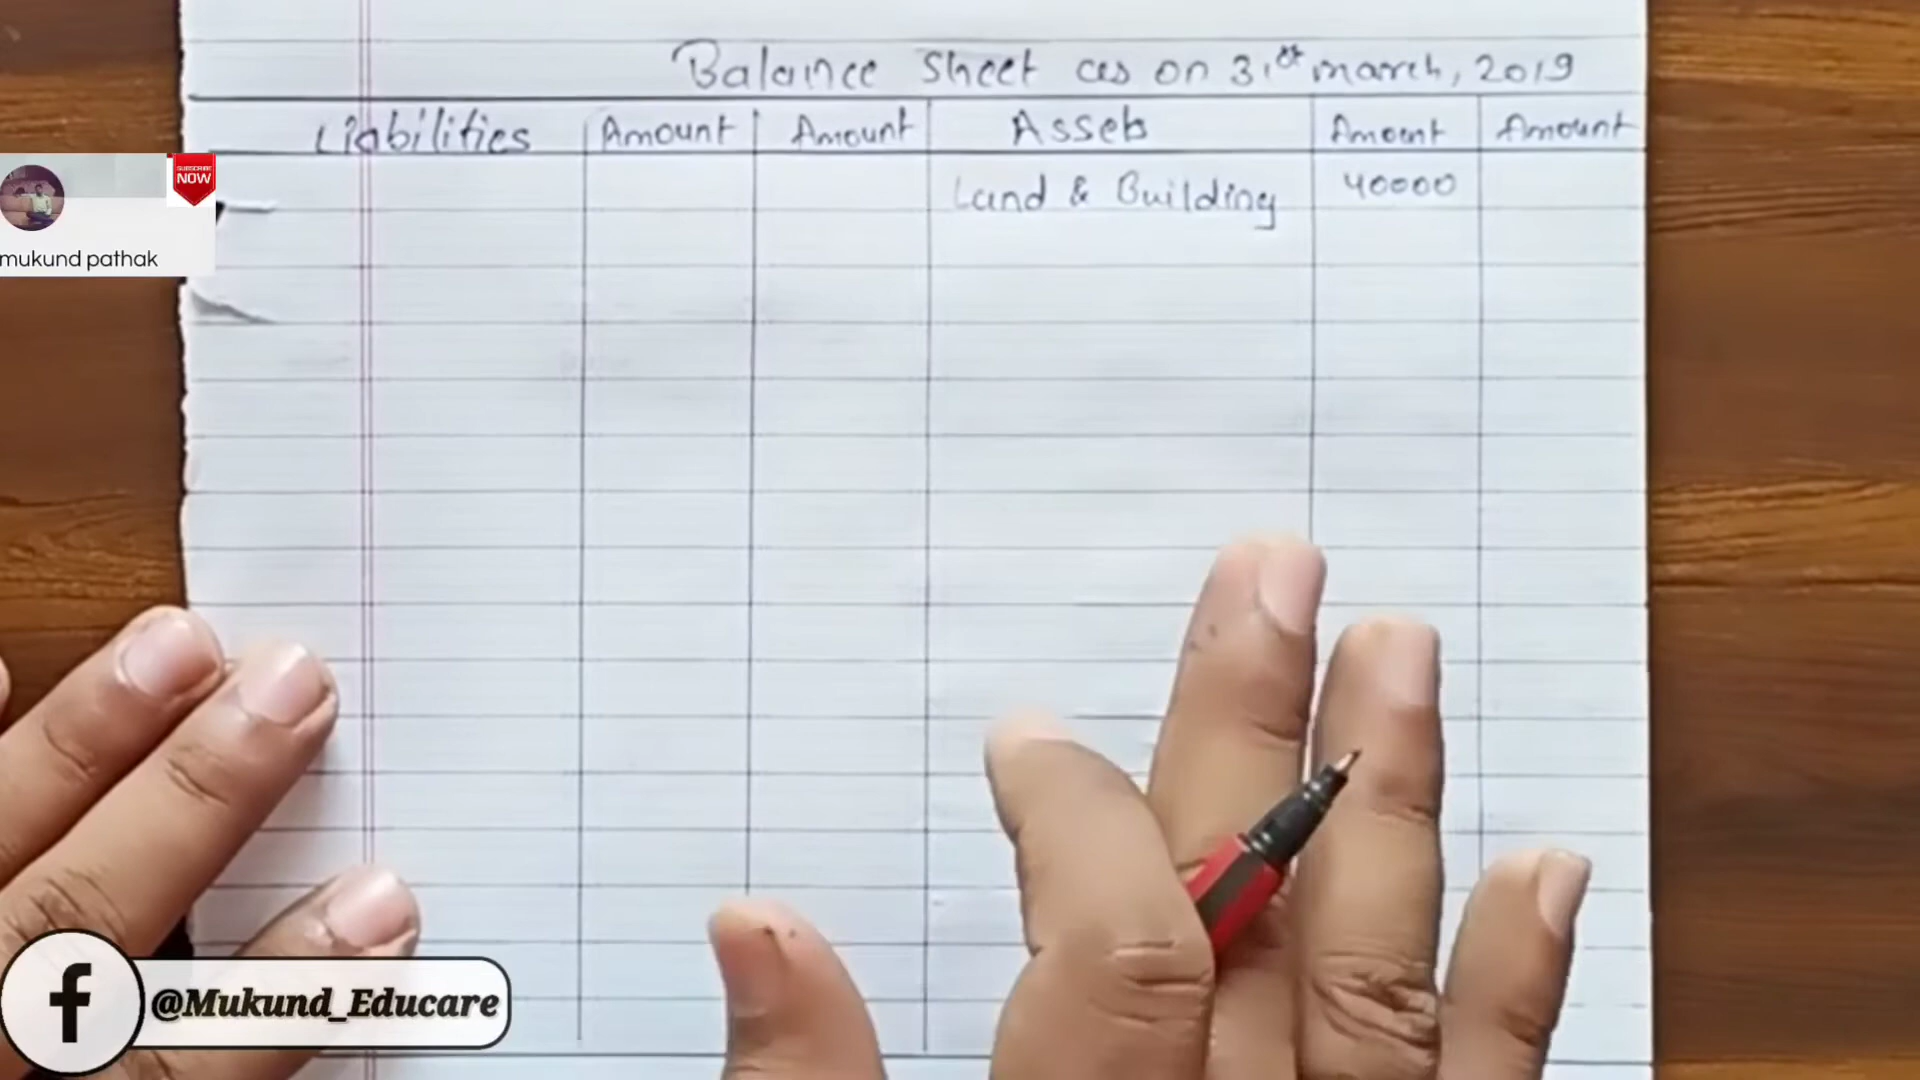 Balance Sheet as on 31st march, 2019
Liabilities Amount Amount Assets Amount Amount
SUBSCRIBE
NOW
Land & Building 40000
mukund pathak
f @Mukund_Educare